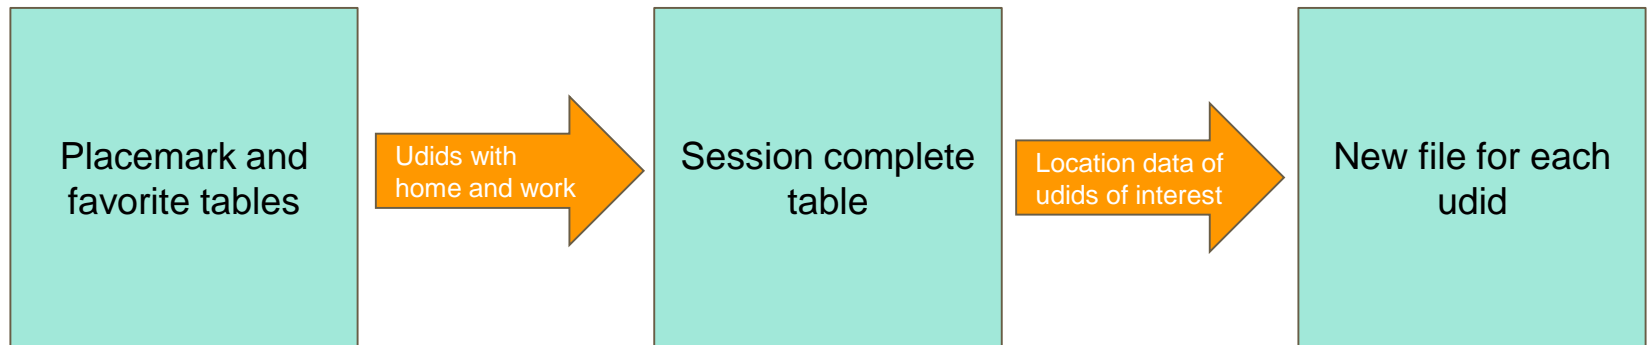 Placemark and
favorite tables
Udids with
home and work
Session complete
table
Location data of
udids of interest
New file for each
udid